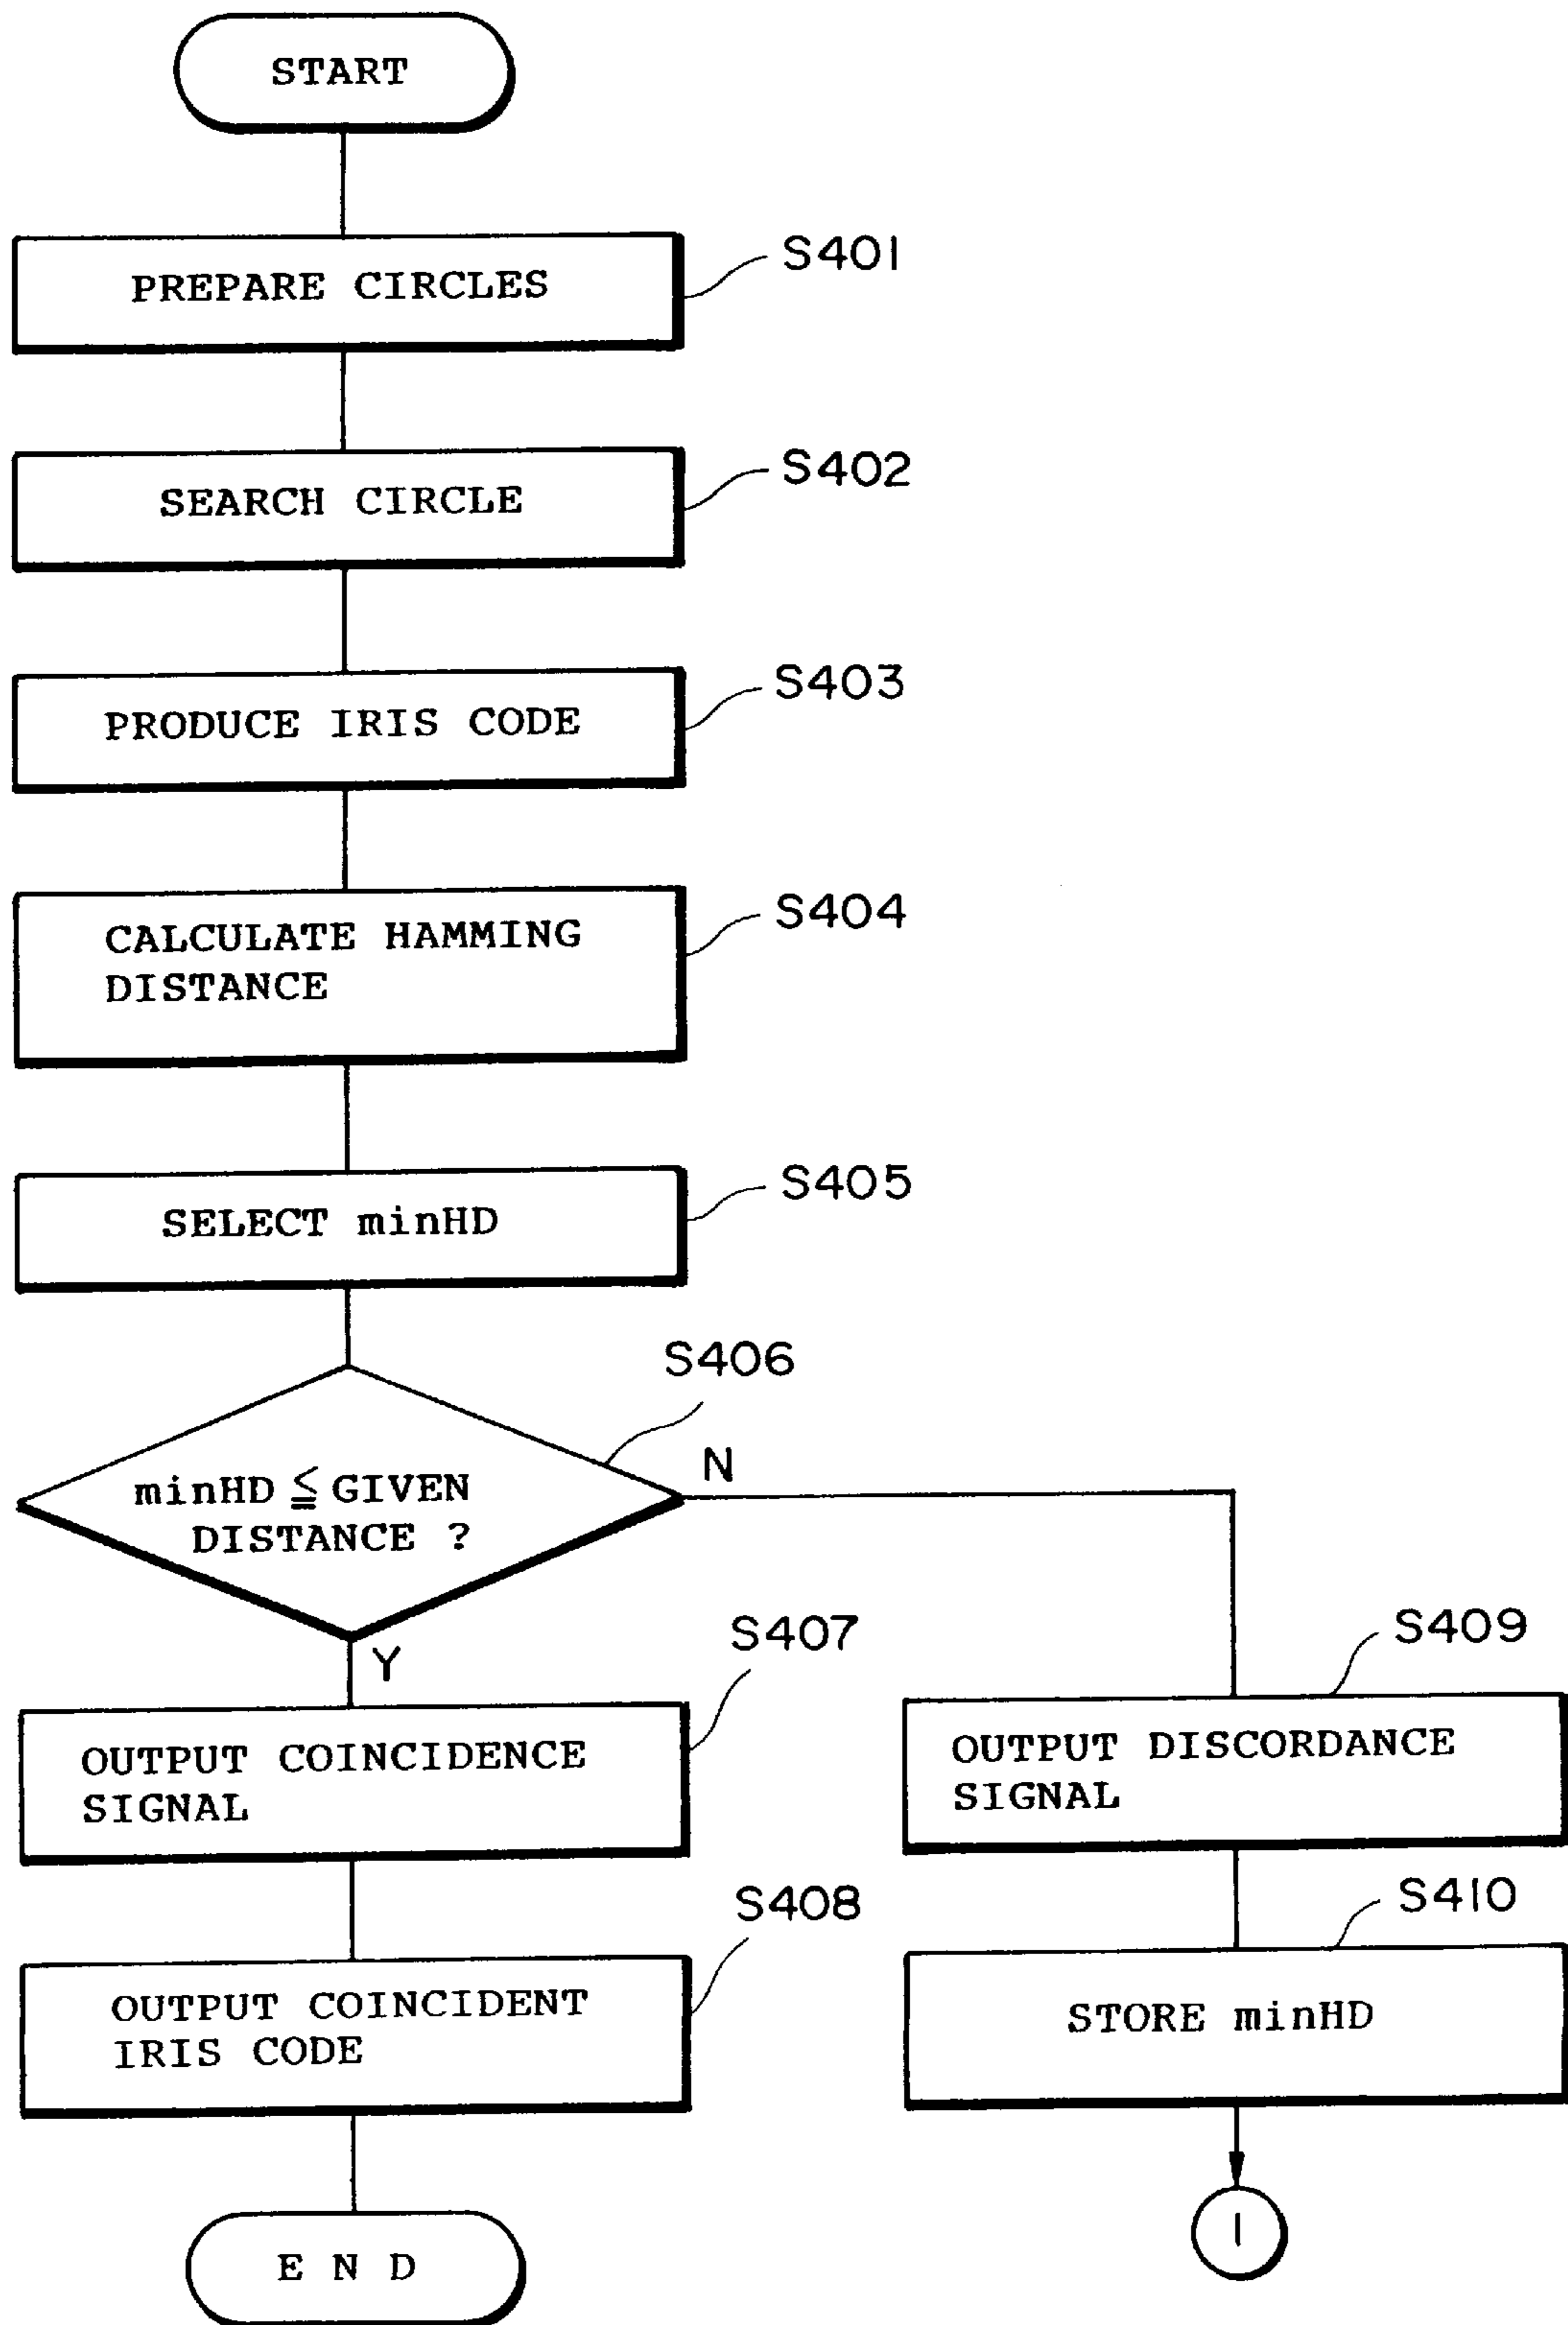 START
PREPARE CIRCLES
S401
SEARCH CIRCLE
S402
PRODUCE IRIS CODE
S403
CALCULATE HAMMING
DISTANCE
S404
SELECT minHD
S405
S406
minHD ≦ GIVEN
DISTANCE ?
N
Y
S407
OUTPUT COINCIDENCE
SIGNAL
S408
OUTPUT COINCIDENT
IRIS CODE
END
S409
OUTPUT DISCORDANCE
SIGNAL
S410
STORE minHD
1